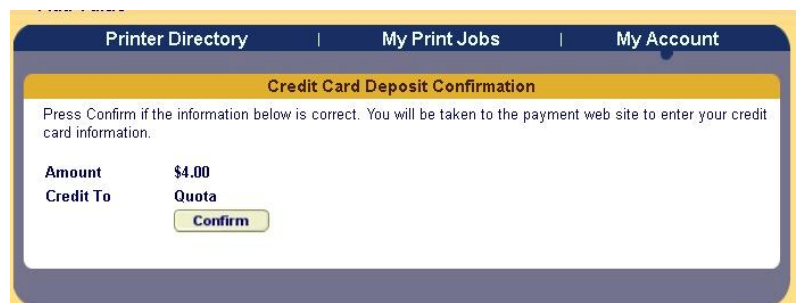 Printer Directory | My Print Jobs | My Account
Credit Card Deposit Confirmation
Press Confirm if the information below is correct. You will be taken to the payment web site to enter your credit
card information.
Amount $4.00
Credit To Quota
Confirm